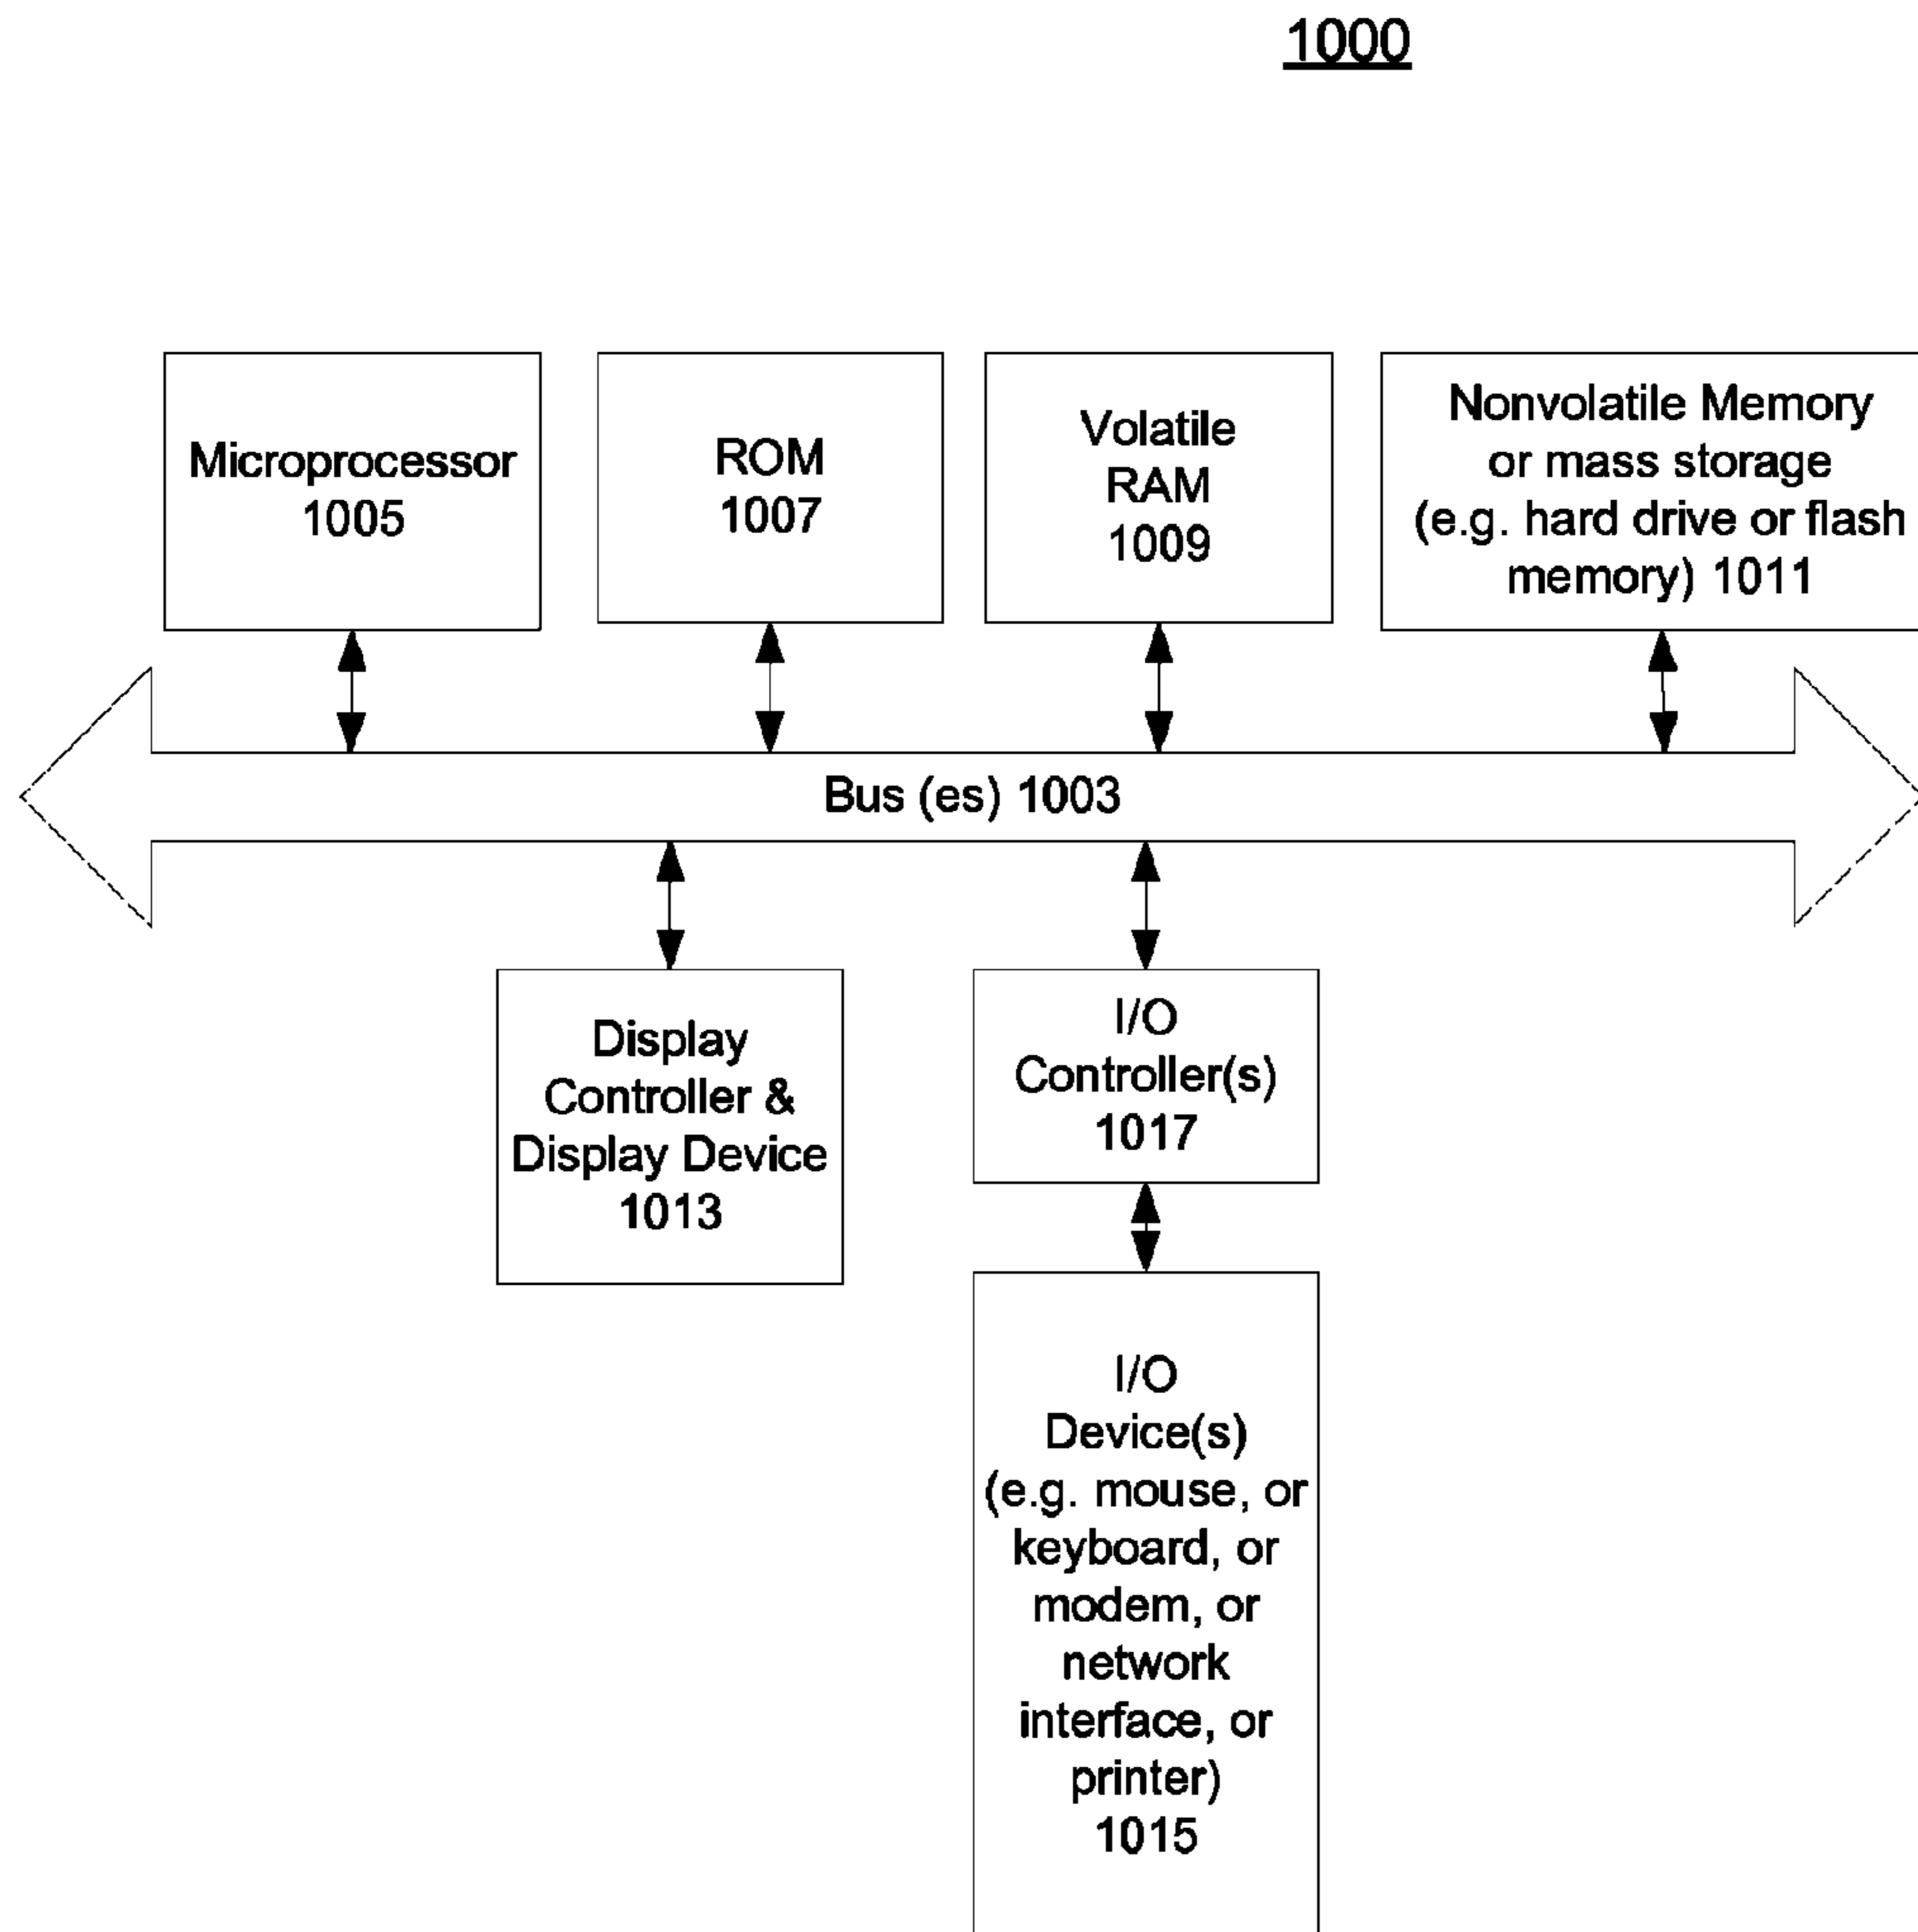 1000
Microprocessor
1005
ROM
1007
Volatile
RAM
1009
Nonvolatile Memory
or mass storage
(e.g. hard drive or flash
memory) 1011
Bus (es) 1003
Display
Controller &
Display Device
1013
I/O
Controller(s)
1017
I/O
Device(s)
(e.g. mouse, or
keyboard, or
modem, or
network
interface, or
printer)
1015